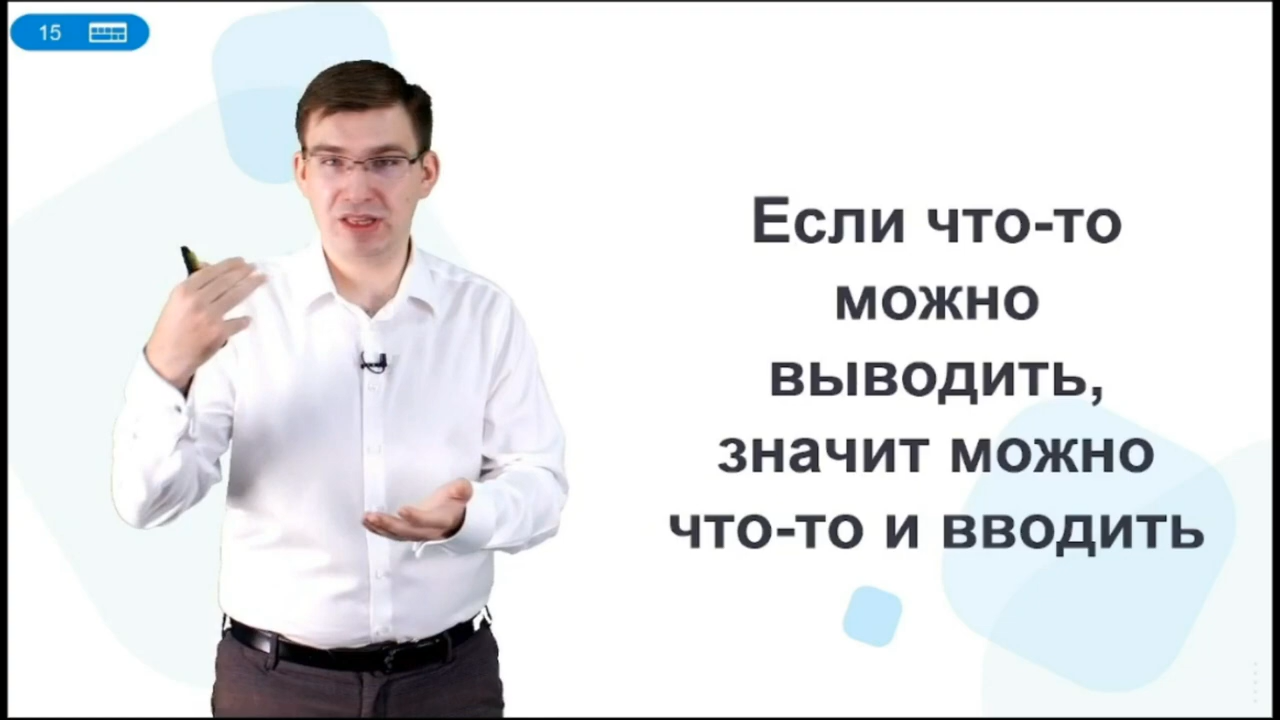 15
Если что-то
можно
выводить,
значит можно
что-то и вводить